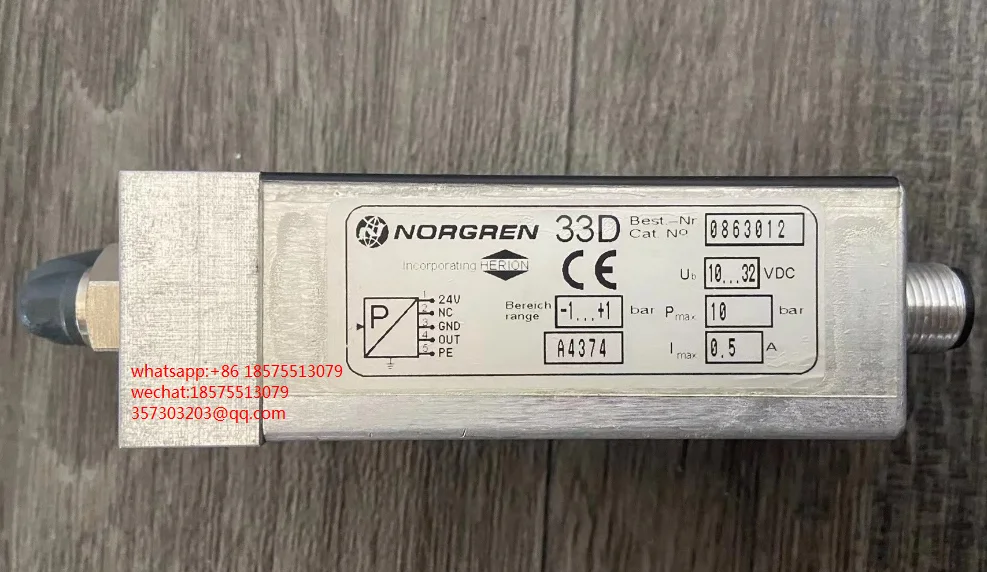 NORGREN 33D
Best.-Nr
Cat No 0863012
Incorporating HERION
CE
Ub 10...32 VDC
Bereich
range -1...+1 bar
Pmax 10 bar
A4374
Imax 0.5 A
P
1 24V
2 NC
3 GND
4 OUT
5 PE
whatsapp:+86 18575513079
wechat:18575513079
357303203@qq.com